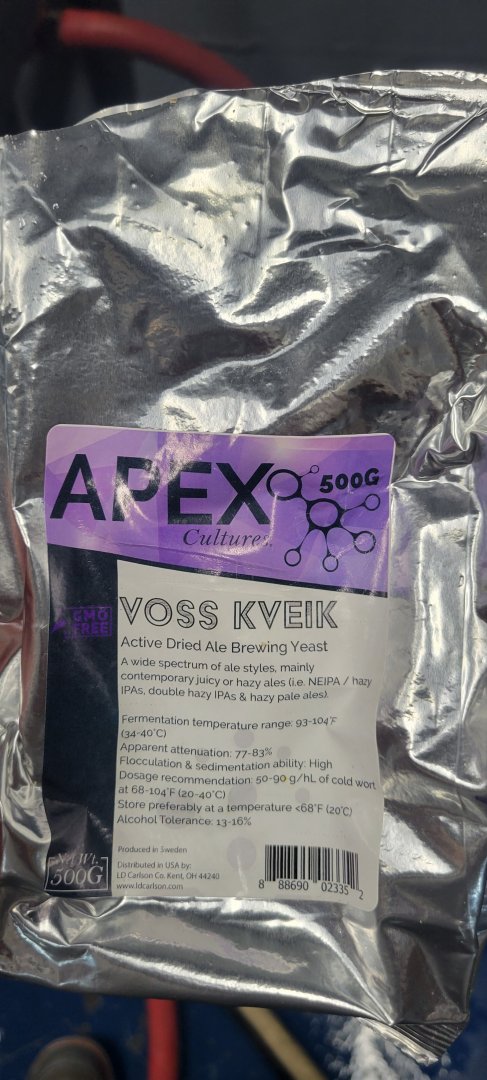 APEX
500G
Cultures
GMO
FREE
VOSS KVEIK
Active Dried Ale Brewing Yeast
A wide spectrum of ale styles, mainly
contemporary juicy or hazy ales (i.e. NEIPA / hazy
IPAs, double hazy IPAs & hazy pale ales).
Fermentation temperature range: 93-104°F
(34-40°C)
Apparent attenuation: 77-83%
Flocculation & sedimentation ability: High
Dosage recommendation: 50-90 g/hL of cold wort
at 68-104°F (20-40°C)
Store preferably at a temperature <68°F (20°C)
Alcohol Tolerance: 13-16%
Net Wt.
500G
Produced in Sweden
Distributed in USA by:
LD Carlson Co. Kent, OH 44240
www.ldcarlson.com
8 88690 02335 2